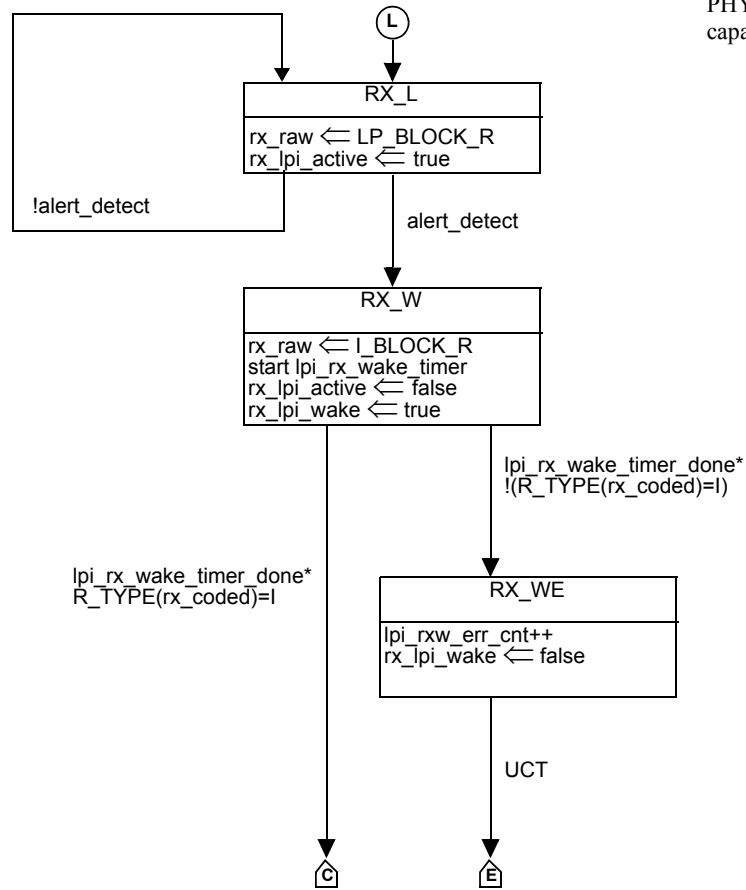 PHY
capa
L
RX_L
rx_raw ⇐ LP_BLOCK_R
rx_lpi_active ⇐ true
!alert_detect
alert_detect
RX_W
rx_raw ⇐ I_BLOCK_R
start lpi_rx_wake_timer
rx_lpi_active ⇐ false
rx_lpi_wake ⇐ true
lpi_rx_wake_timer_done*
!(R_TYPE(rx_coded)=I)
lpi_rx_wake_timer_done*
R_TYPE(rx_coded)=I
RX_WE
lpi_rxw_err_cnt++
rx_lpi_wake ⇐ false
UCT
C
E